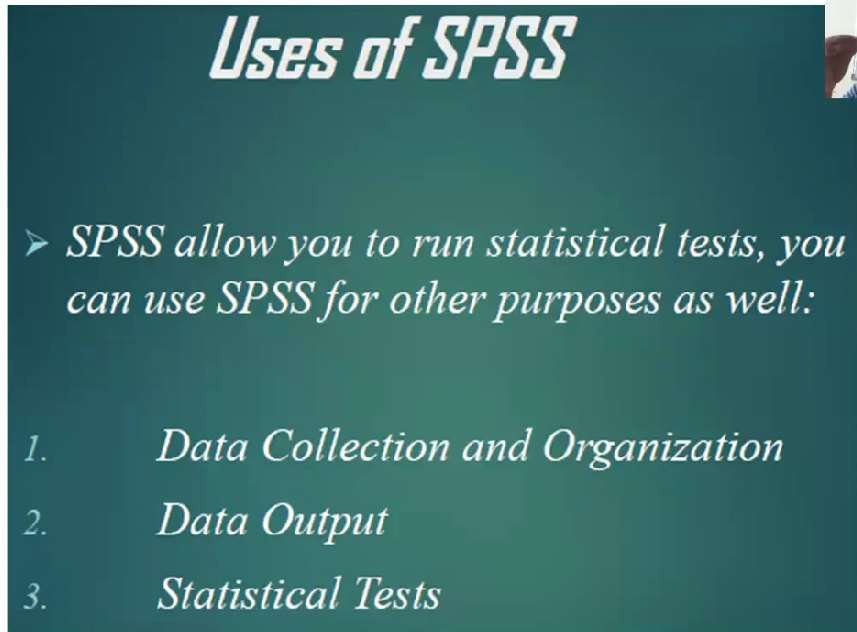 Uses of SPSS
➤ SPSS allow you to run statistical tests, you
can use SPSS for other purposes as well:
1. Data Collection and Organization
2. Data Output
3. Statistical Tests